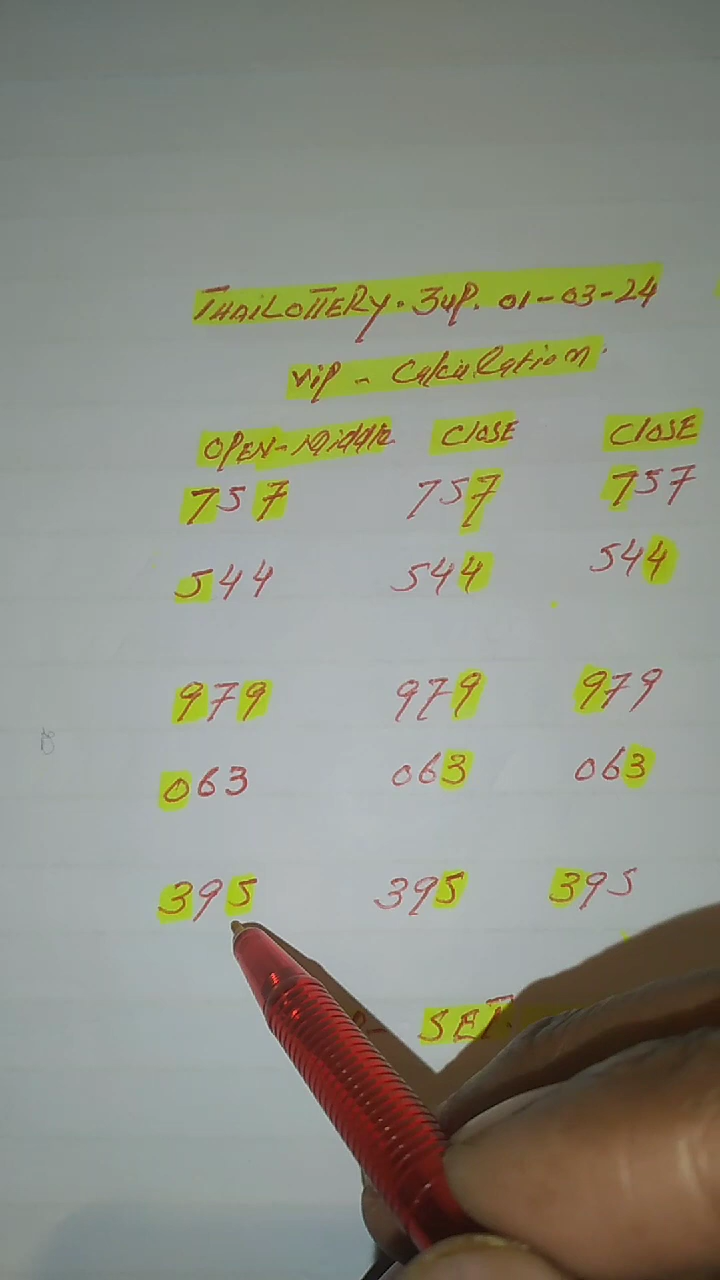 THAILOTTERY. 3UP. 01-03-24
VIP - Calculation.
OPEN-Middle CLOSE CLOSE
757 757 757
544 544 544
979 979 979
063 063 063
395 395 395
SET.